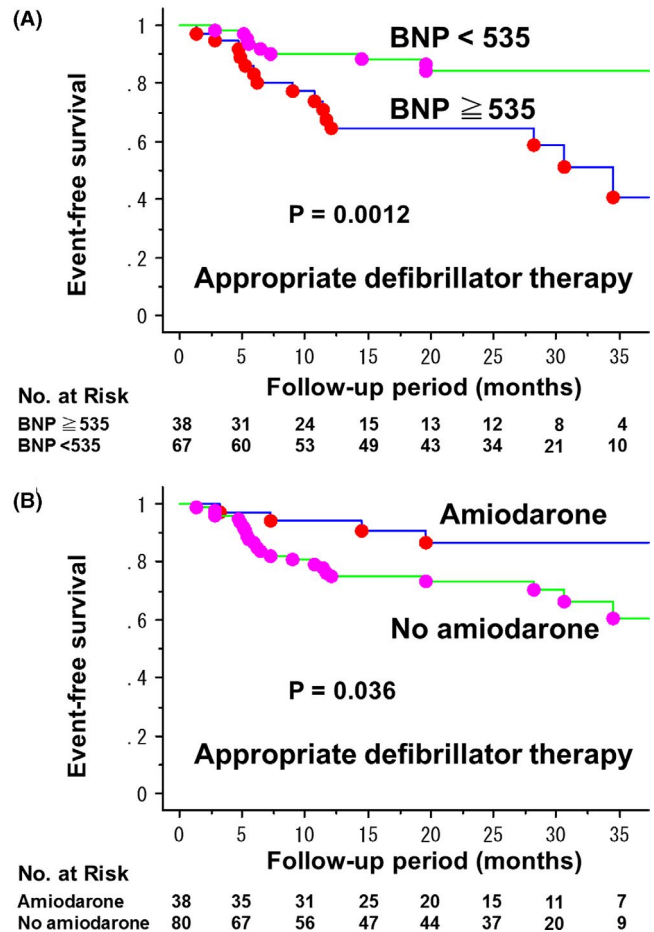 (A)
1
.8
.6
.4
.2
0
Event-free survival
BNP < 535
BNP ≧ 535
P = 0.0012
Appropriate defibrillator therapy
0 5 10 15 20 25 30 35
Follow-up period (months)
No. at Risk
BNP ≧ 535 38 31 24 15 13 12 8 4
BNP <535 67 60 53 49 43 34 21 10
(B)
1
.8
.6
.4
.2
0
Event-free survival
Amiodarone
No amiodarone
P = 0.036
Appropriate defibrillator therapy
0 5 10 15 20 25 30 35
Follow-up period (months)
No. at Risk
Amiodarone 38 35 31 25 20 15 11 7
No amiodarone 80 67 56 47 44 37 20 9